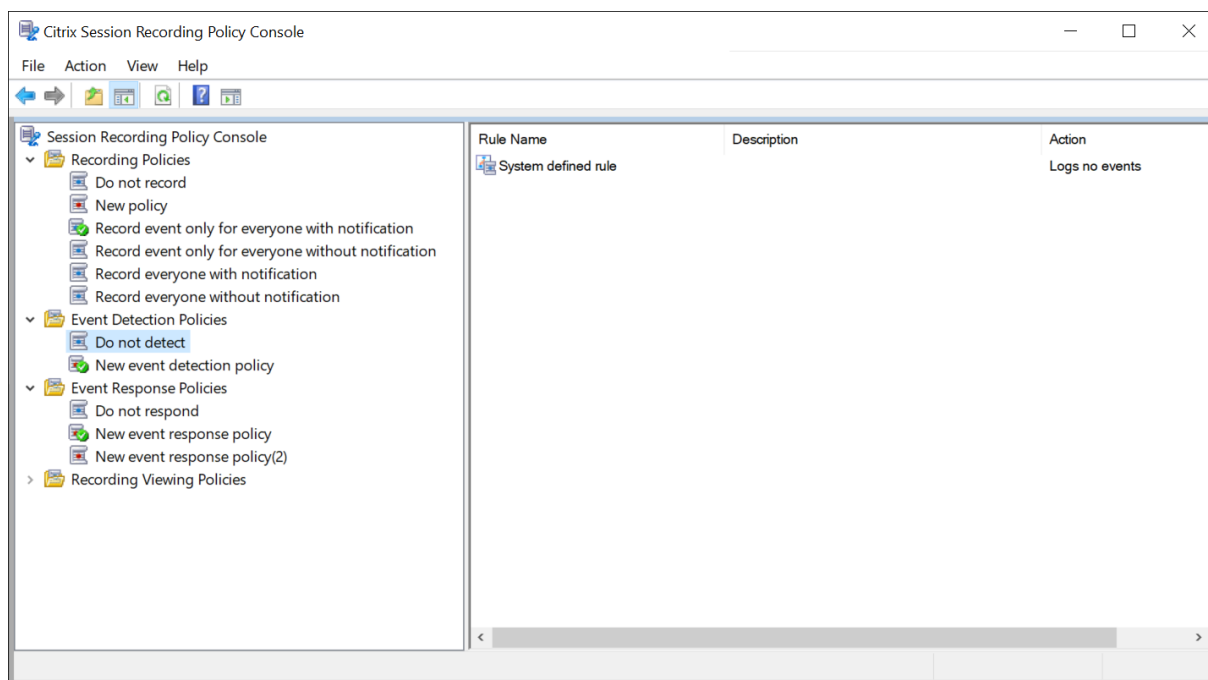 Citrix Session Recording Policy Console
File Action View Help
Session Recording Policy Console
Rule Name Description Action
Recording Policies
System defined rule Logs no events
Do not record
New policy
Record event only for everyone with notification
Record event only for everyone without notification
Record everyone with notification
Record everyone without notification
Event Detection Policies
Do not detect
New event detection policy
Event Response Policies
Do not respond
New event response policy
New event response policy(2)
Recording Viewing Policies